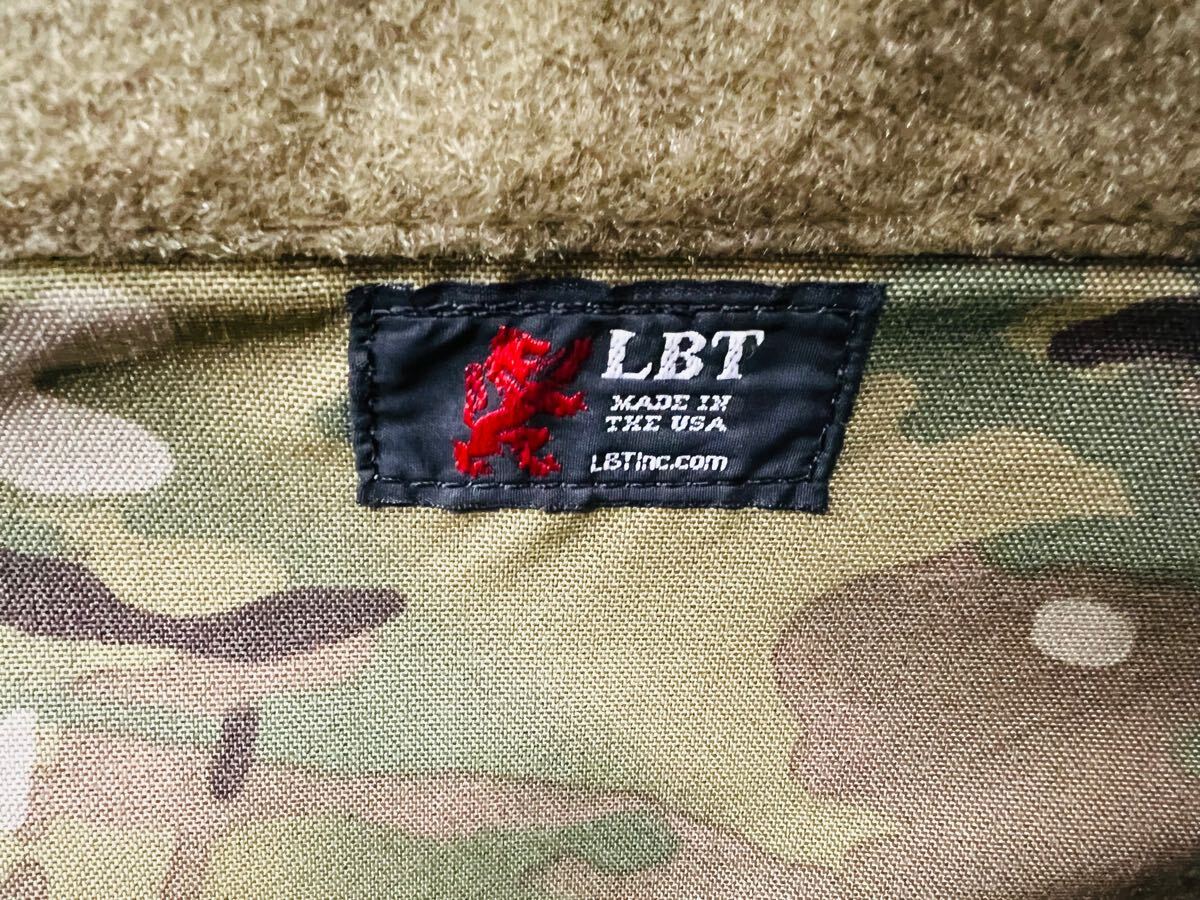 LBT
MADE IN
THE USA
LBTInc.com